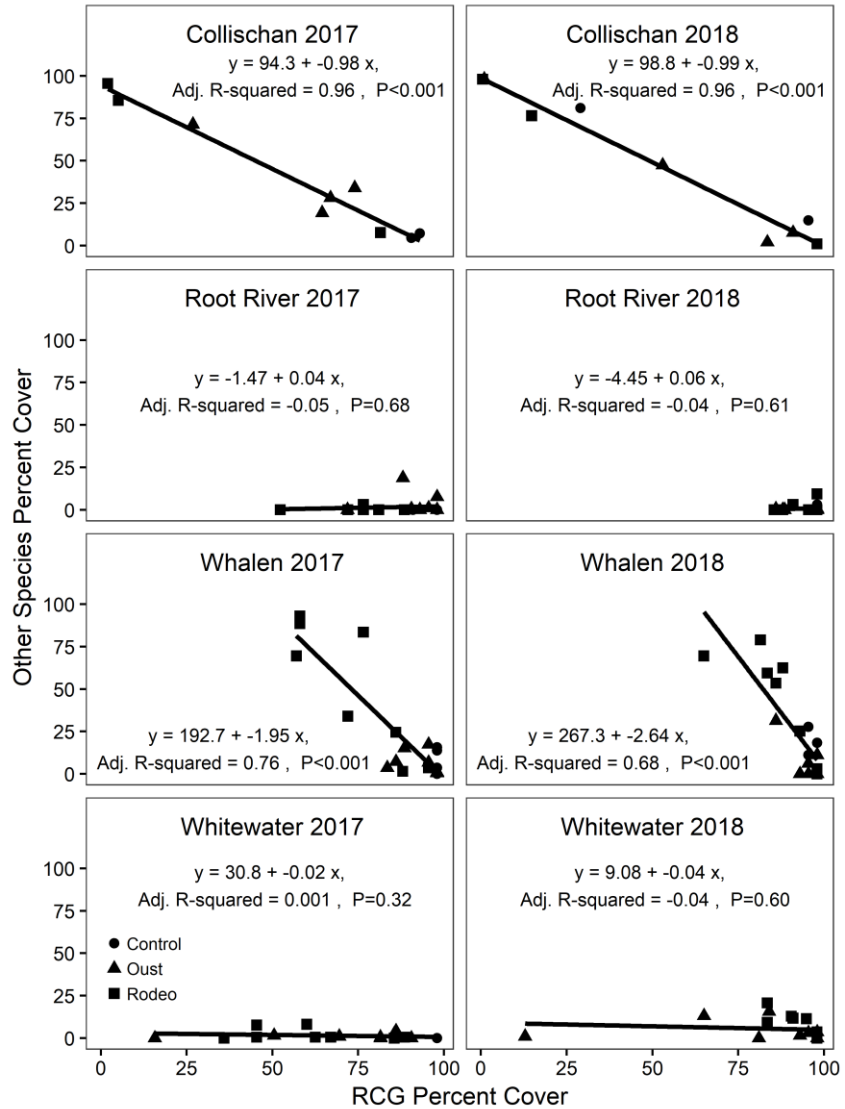 Collischan 2017
y = 94.3 + -0.98 x,
Adj. R-squared = 0.96 , P<0.001
Collischan 2018
y = 98.8 + -0.99 x,
Adj. R-squared = 0.96 , P<0.001
100
75
50
25
0
Root River 2017
y = -1.47 + 0.04 x,
Adj. R-squared = -0.05 , P=0.68
Root River 2018
y = -4.45 + 0.06 x,
Adj. R-squared = -0.04 , P=0.61
100
75
50
25
0
Other Species Percent Cover
Whalen 2017
y = 192.7 + -1.95 x,
Adj. R-squared = 0.76 , P<0.001
Whalen 2018
y = 267.3 + -2.64 x,
Adj. R-squared = 0.68 , P<0.001
100
75
50
25
0
Whitewater 2017
y = 30.8 + -0.02 x,
Adj. R-squared = 0.001 , P=0.32
Control
Oust
Rodeo
Whitewater 2018
y = 9.08 + -0.04 x,
Adj. R-squared = -0.04 , P=0.60
100
75
50
25
0
0 25 50 75 100
0 25 50 75 100
RCG Percent Cover